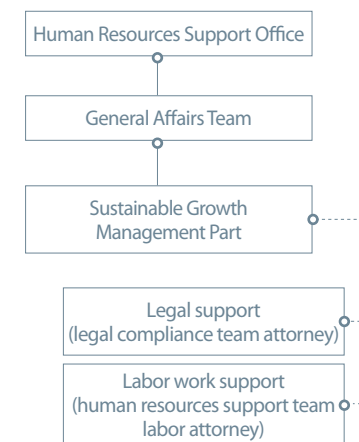 Human Resources Support Office
General Affairs Team
Sustainable Growth
Management Part
Legal support
(legal compliance team attorney)
Labor work support
(human resources support team
labor attorney)